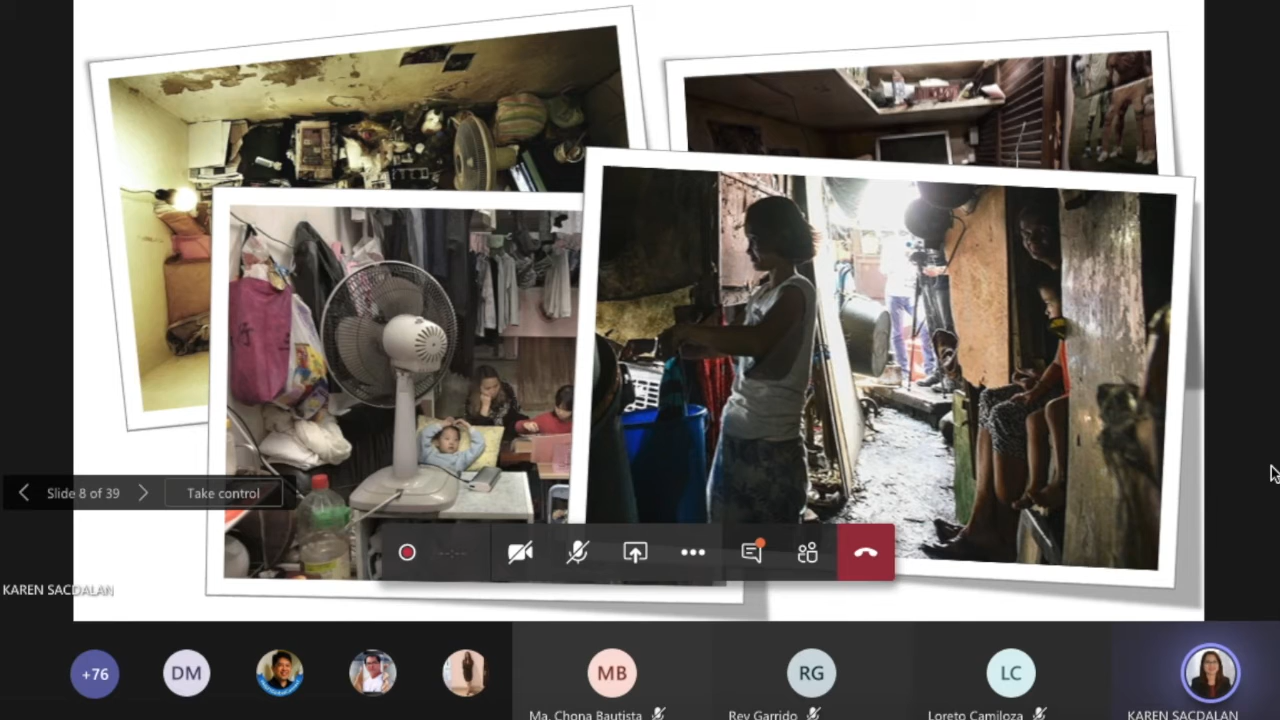 Slide 8 of 39
Take control
KAREN SACDALAN
+76
DM
MB
RG
LC
Ma. Chona Bautista
Rey Garrido
Loreto Camiloza
KAREN SACDALAN